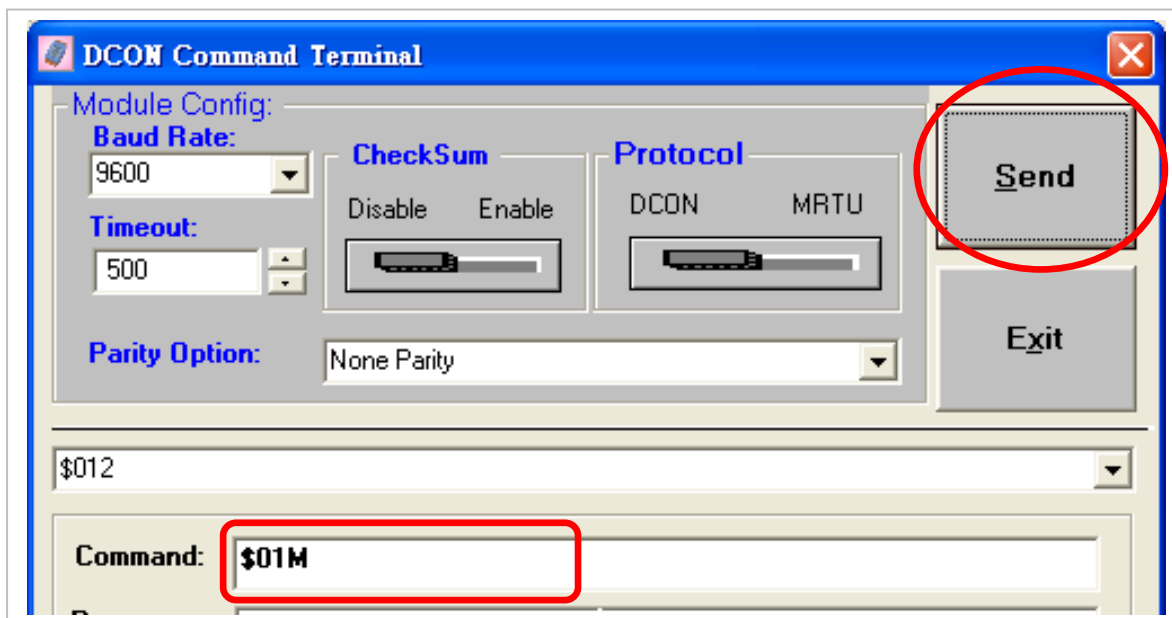 DCON Command Terminal
Module Config:
Baud Rate:
9600
Timeout:
500
CheckSum
Disable Enable
Protocol
DCON MRTU
Parity Option:
None Parity
Send
Exit
$012
Command: $01M